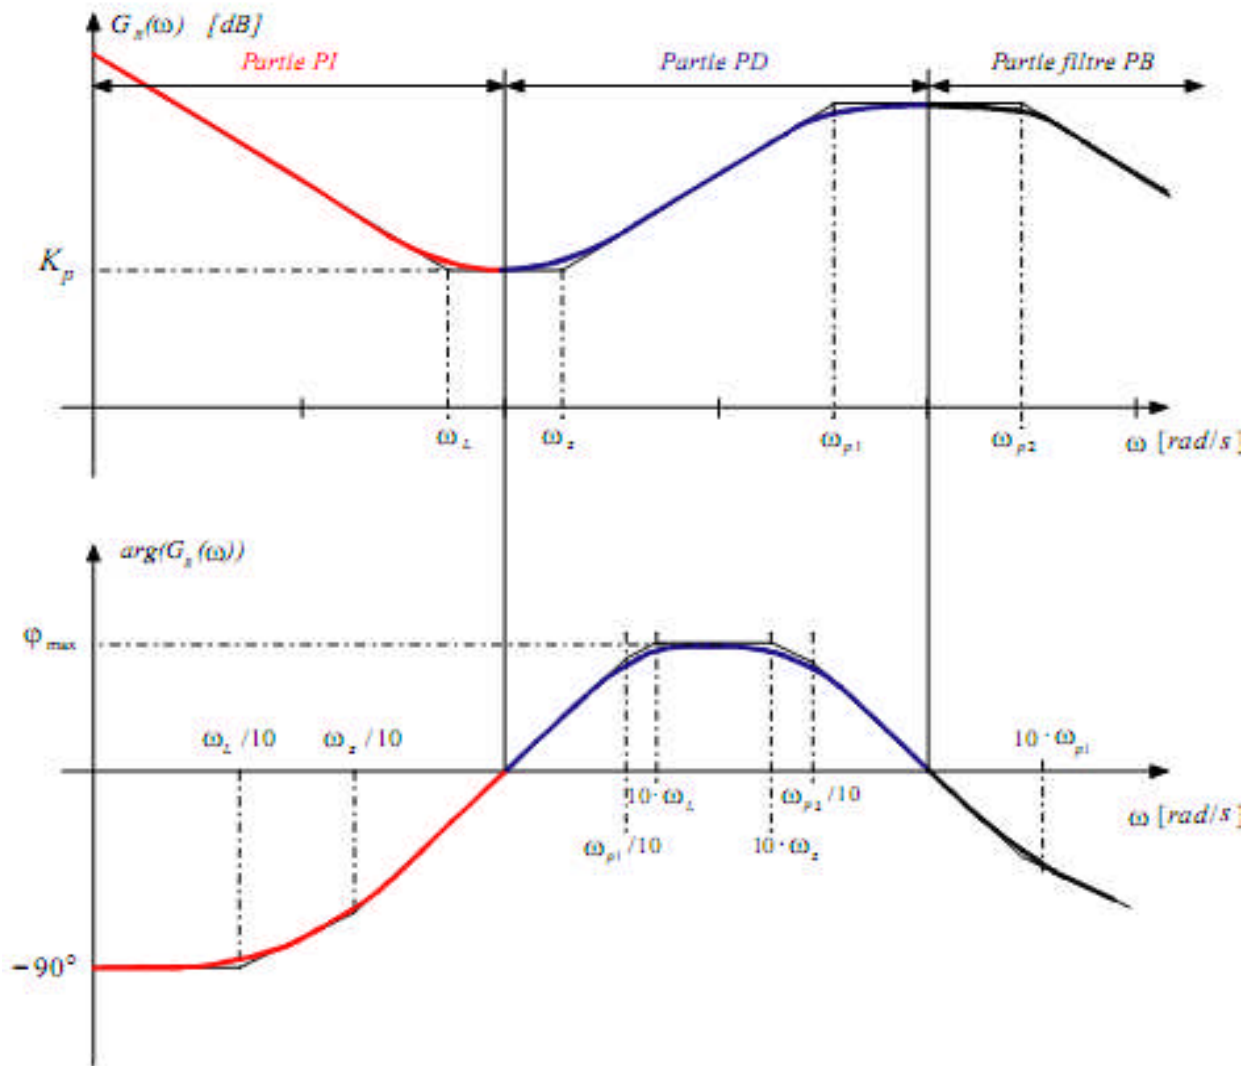 G_R(ω) [dB]
Partie PI
Partie PD
Partie filtre PB
K_p
ω_L
ω_z
ω_p1
ω_p2
ω [rad/s]
arg(G_R(ω))
φ_max
ω_L/10
ω_z/10
10·ω_p1
10·ω_L
ω_p2/10
ω [rad/s]
ω_p1/10
10·ω_z
−90°